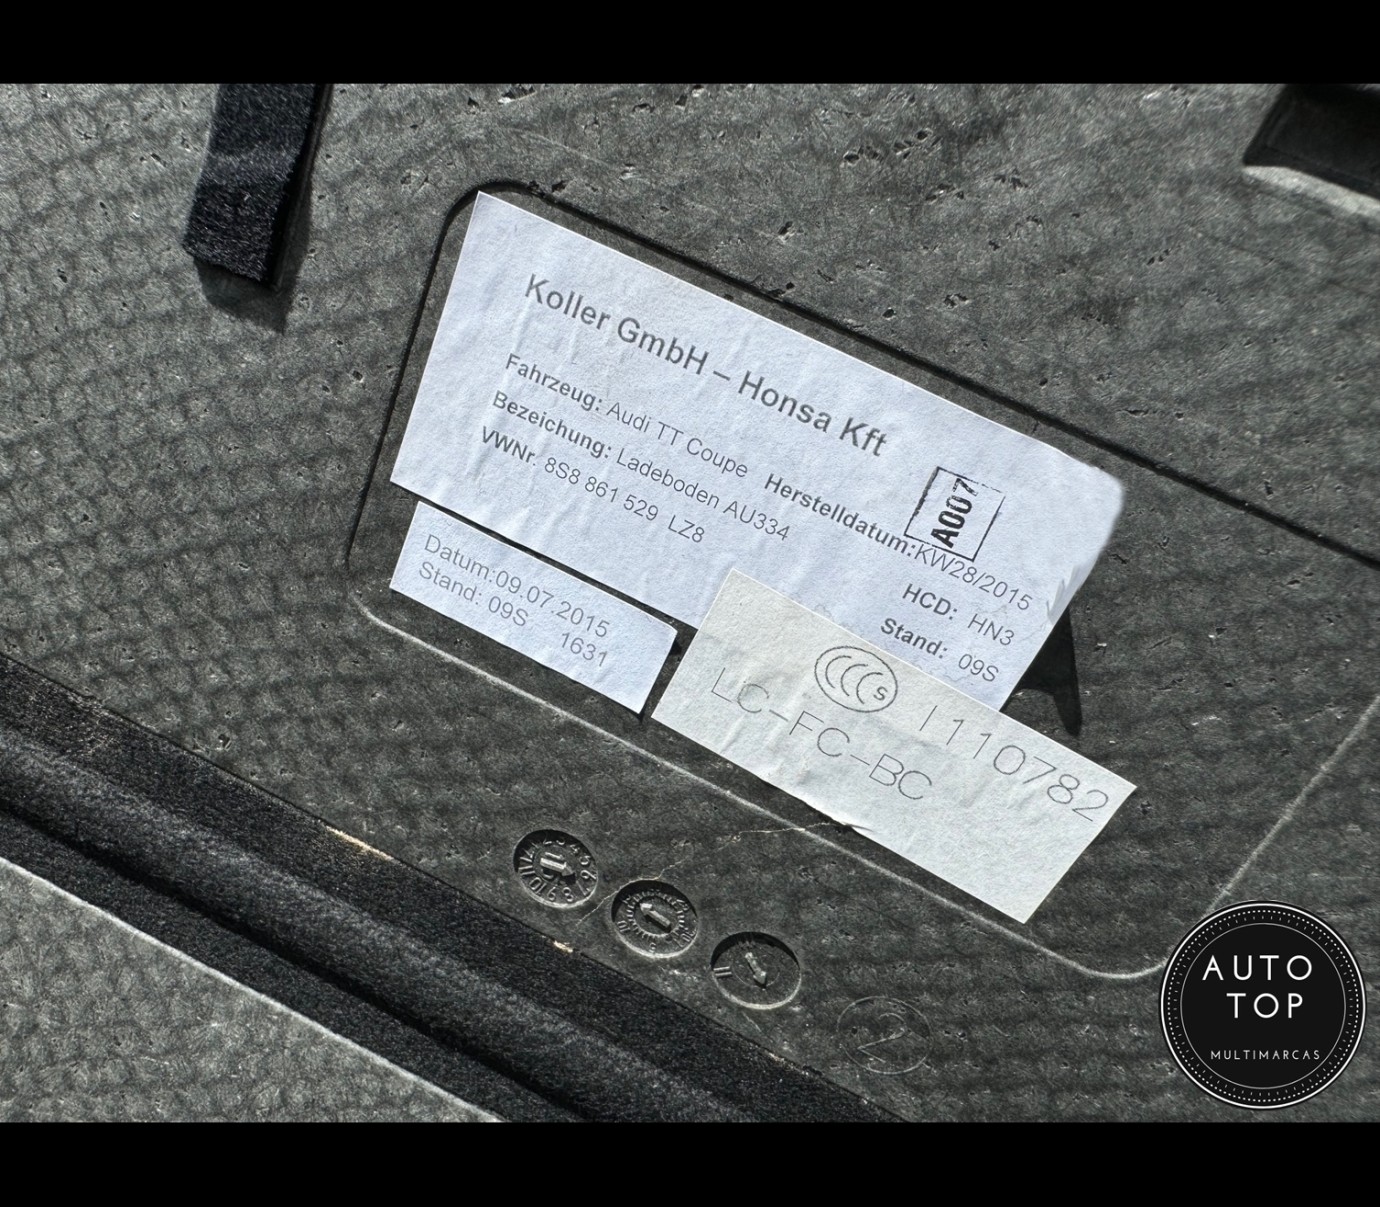 Koller GmbH – Honsa Kft
Fahrzeug: Audi TT Coupe
Herstelldatum:KW28/2015
Bezeichung: Ladeboden AU334
HCD: HN3
VWNr. 8S8 861 529 LZ8
Stand: 09S
A007
Datum:09.07.2015
Stand: 09S 1631
CCC S I110782
LC-FC-BC
2
AUTO
TOP
MULTIMARCAS